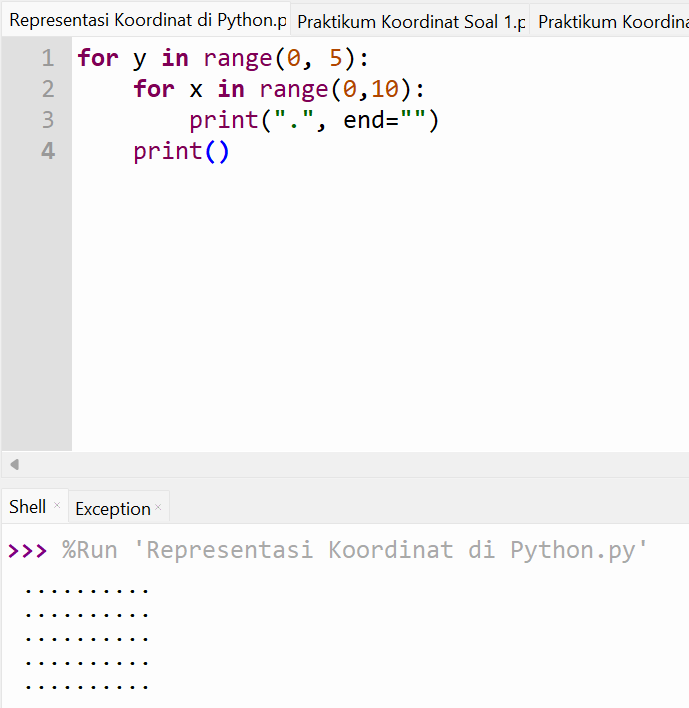 Representasi Koordinat di Python.p Praktikum Koordinat Soal 1.p Praktikum Koordina
1 for y in range(0, 5):
2     for x in range(0,10):
3         print(".", end="")
4     print()
Shell Exception
>>> %Run 'Representasi Koordinat di Python.py'
..........
..........
..........
..........
..........